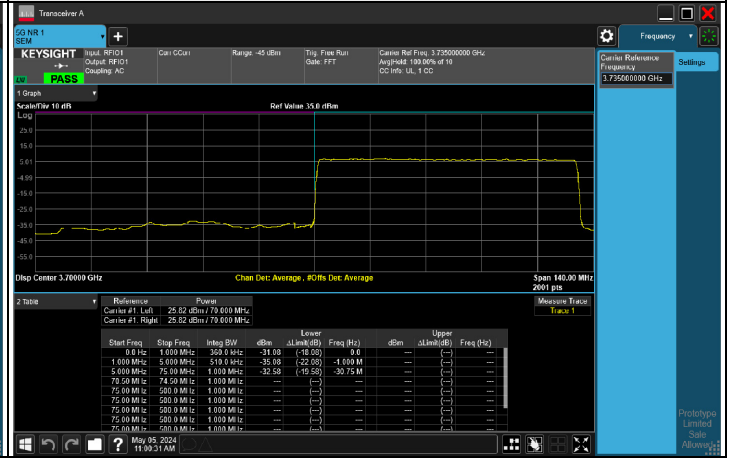 Transceiver A
5G NR 1
SEM
Frequency
KEYSIGHT
Input: RFIO1
Output: RFIO1
Coupling: AC
Corr CCorr
Range: -45 dBm
Trig: Free Run
Gate: FFT
Carrier Ref Freq: 3.735000000 GHz
Avg|Hold: 100.00% of 10
CC Info: UL, 1 CC
PASS
Carrier Reference
Frequency
3.735000000 GHz
Settings
1 Graph
Scale/Div 10 dB
Ref Value 35.0 dBm
Log
25.0
15.0
5.01
-4.99
-15.0
-25.0
-35.0
-45.0
-55.0
Disp Center 3.70000 GHz
Chan Det: Average , #Offs Det: Average
Span 140.00 MHz
2001 pts
2 Table
Reference Power
Carrier #1. Left 25.82 dBm / 70.000 MHz
Carrier #1. Right 25.82 dBm / 70.000 MHz
Measure Trace
Trace 1
Lower Upper
Start Freq Stop Freq Integ BW dBm ΔLimit(dB) Freq (Hz) dBm ΔLimit(dB) Freq (Hz)
0.0 Hz 1.000 MHz 360.0 kHz -31.08 (-18.08) 0.0 --- (---) ---
1.000 MHz 5.000 MHz 510.0 kHz -35.08 (-22.08) -1.000 M --- (---) ---
5.000 MHz 75.00 MHz 1.000 MHz -32.58 (-19.58) -30.75 M --- (---) ---
70.50 MHz 74.50 MHz 1.000 MHz --- (---) --- --- (---) ---
75.00 MHz 500.0 MHz 1.000 MHz --- (---) --- --- (---) ---
75.00 MHz 500.0 MHz 1.000 MHz --- (---) --- --- (---) ---
75.00 MHz 500.0 MHz 1.000 MHz --- (---) --- --- (---) ---
75.00 MHz 500.0 MHz 1.000 MHz --- (---) --- --- (---) ---
75.00 MHz 500.0 MHz 1.000 MHz --- (---) --- --- (---) ---
Prototype
Limited
Sale
Allowed
May 05, 2024
11:00:31 AM